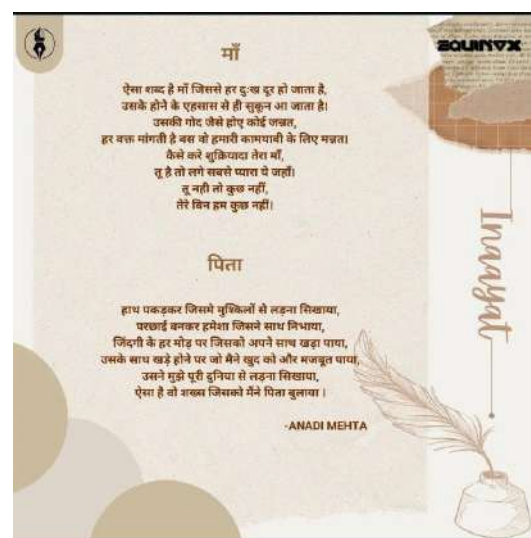 EQUINVX
माँ
ऐसा शब्द है माँ जिससे हर दुःख दूर हो जाता है,
उसके होने के एहसास से ही सुकून आ जाता है।
उसकी गोद जैसे होए कोई जन्नत,
हर वक्त मांगती है बस वो हमारी कामयाबी के लिए मन्नत।
कैसे करे शुक्रियादा तेरा माँ,
तू है तो लगे सबसे प्यारा ये जहाँ।
तू नही तो कुछ नहीं,
तेरे बिन हम कुछ नहीं।
Inaayat
पिता
हाथ पकड़कर जिसमे मुश्किलों से लड़ना सिखाया,
परछाई बनकर हमेशा जिसने साथ निभाया,
जिंदगी के हर मोड़ पर जिसको अपने साथ खड़ा पाया,
उसके साथ खड़े होने पर जो मैंने खुद को और मजबूत पाया,
उसने मुझे पूरी दुनिया से लड़ना सिखाया,
ऐसा है वो शख्स जिसको मैंने पिता बुलाया ।
-ANADI MEHTA